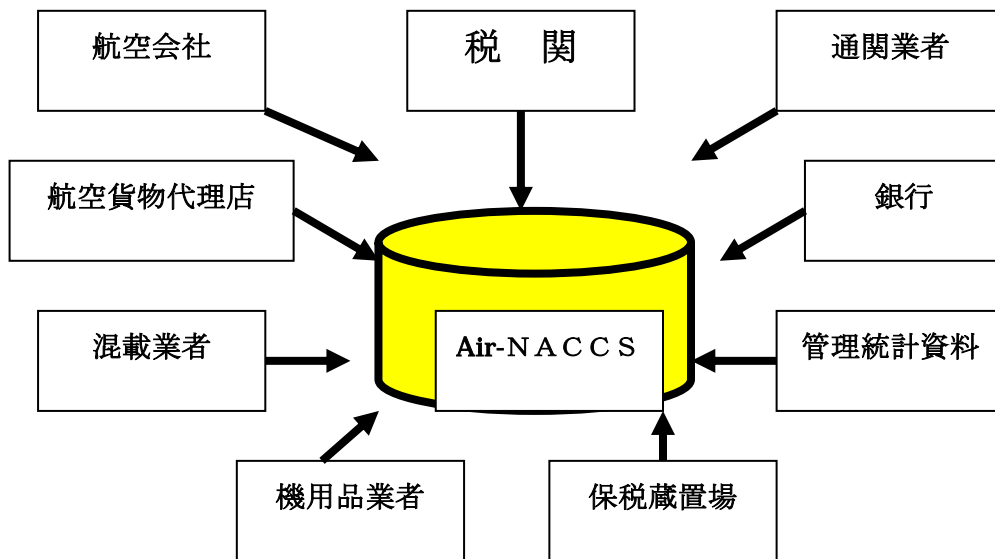 航空会社
税　関
通関業者
航空貨物代理店
銀行
混載業者
Air-ＮＡＣＣＳ
管理統計資料
機用品業者
保税蔵置場